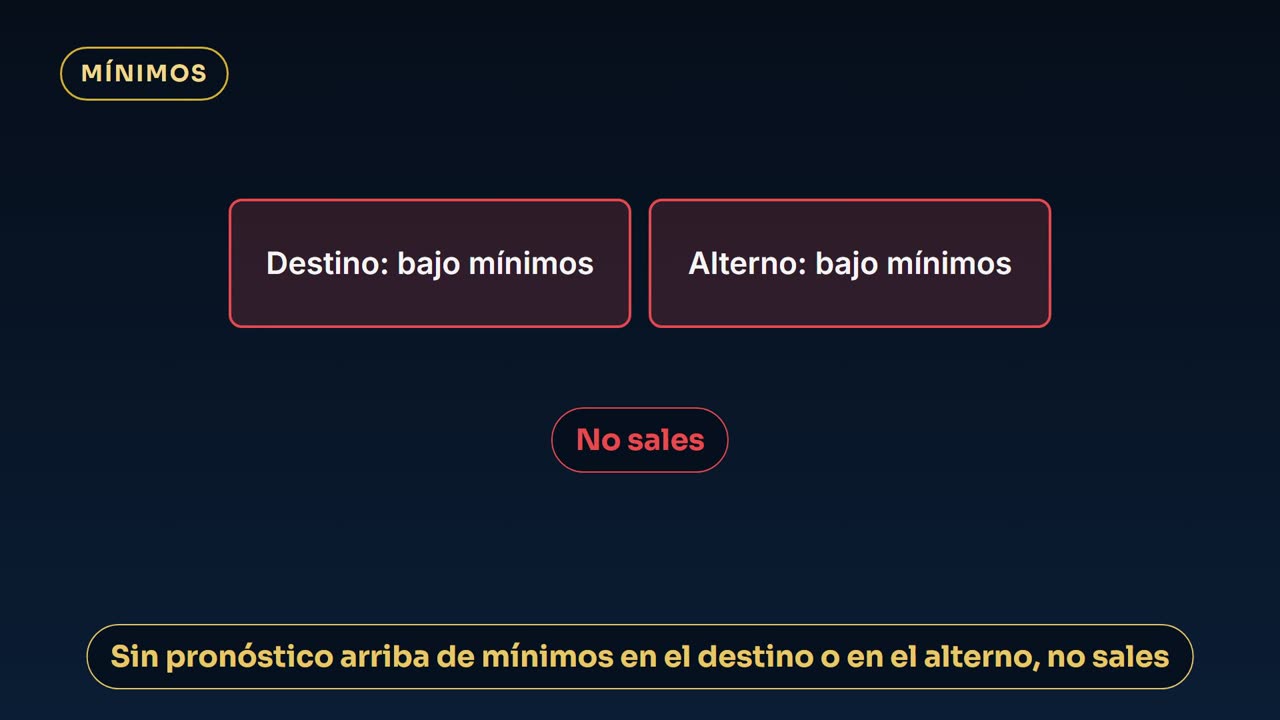 MÍNIMOS
Destino: bajo mínimos
Alterno: bajo mínimos
No sales
Sin pronóstico arriba de mínimos en el destino o en el alterno, no sales